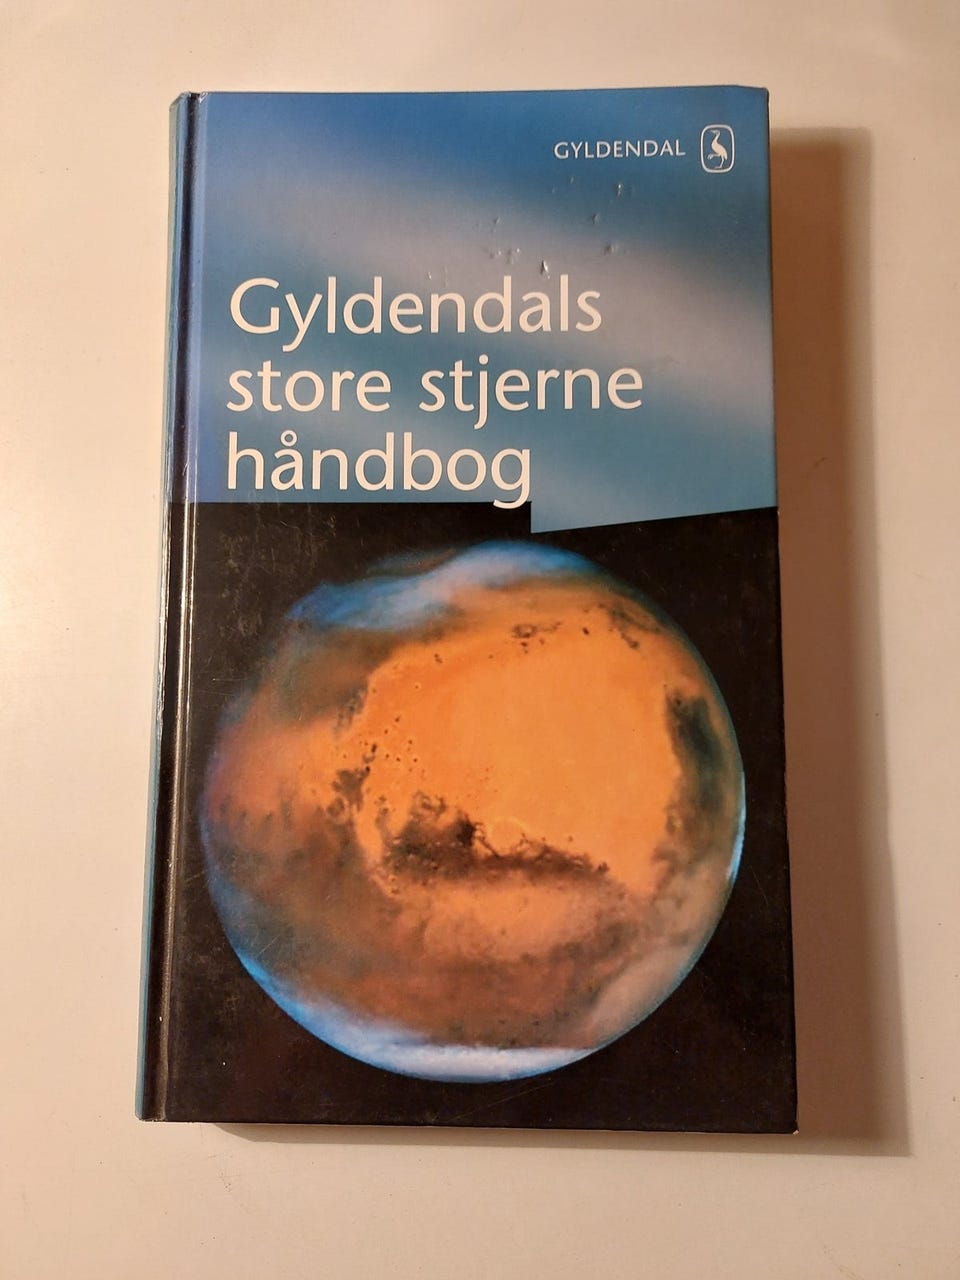 GYLDENDAL
Gyldendals
store stjerne
håndbog